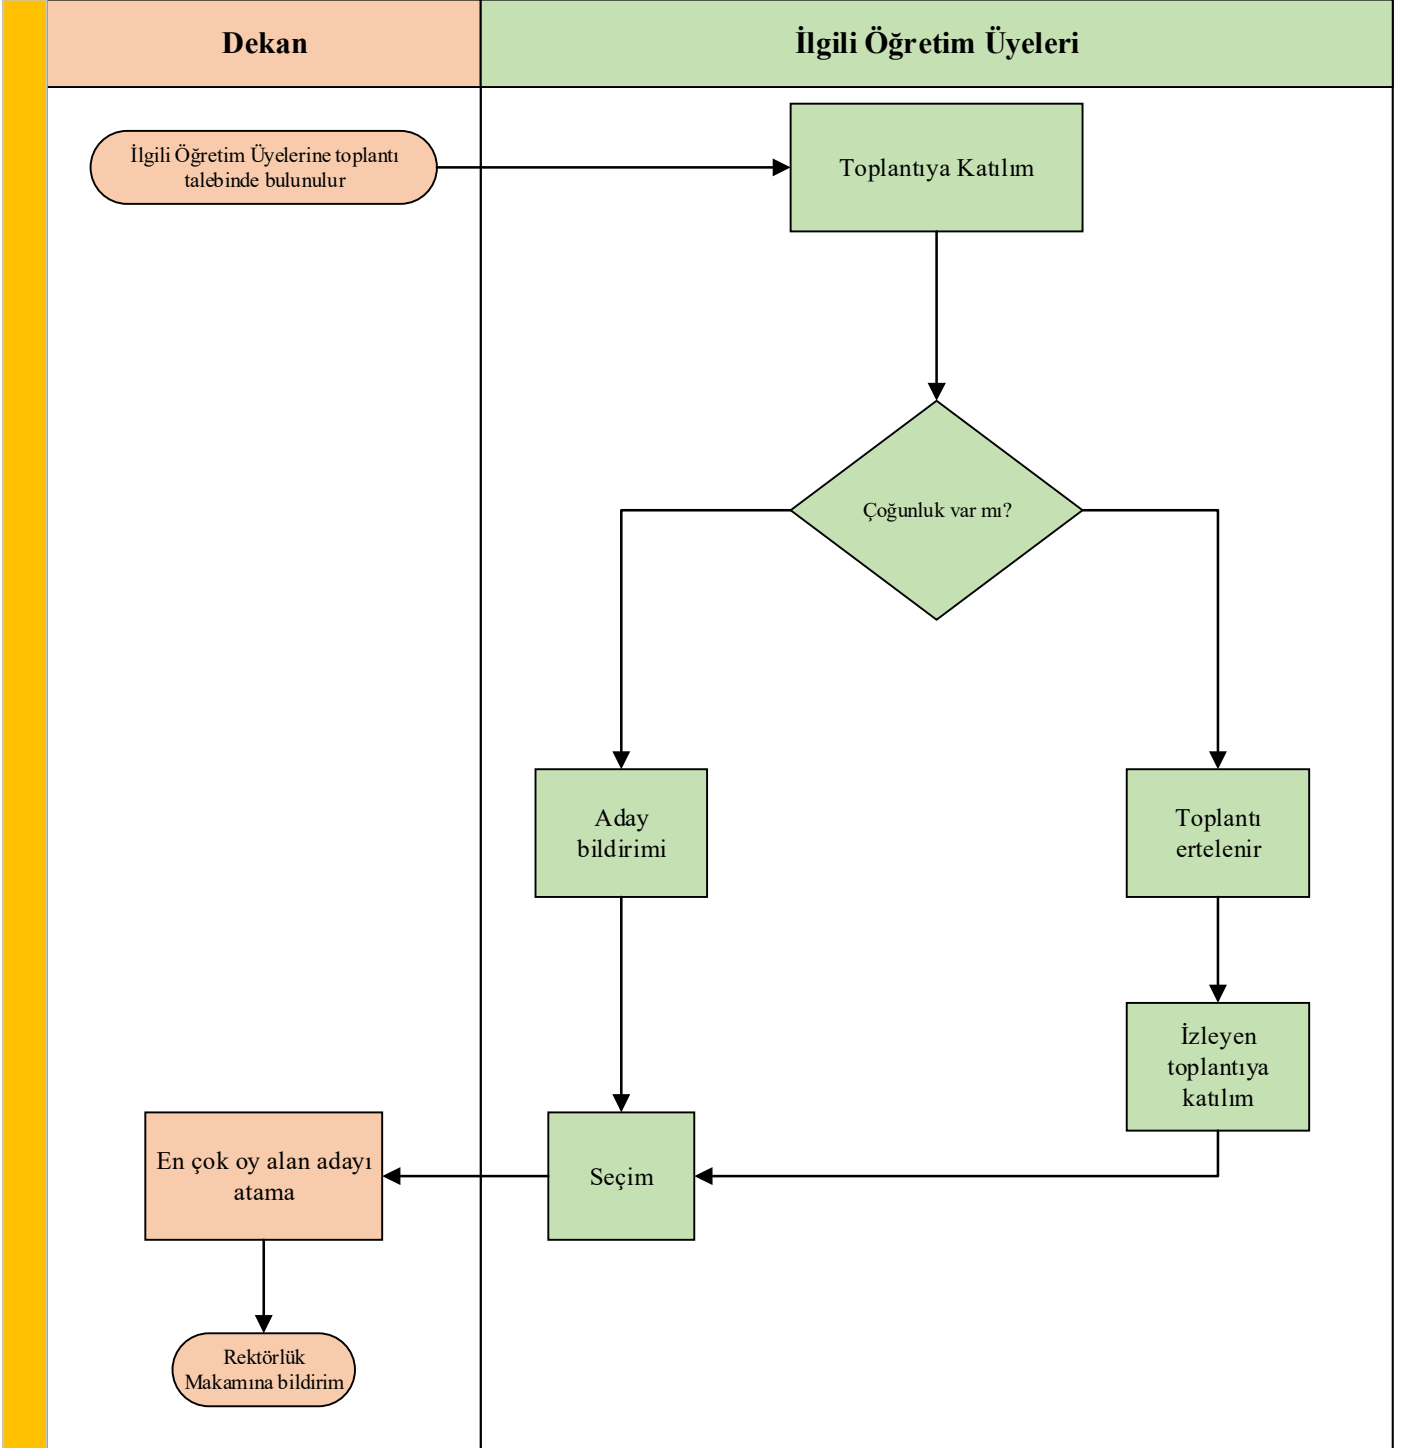 Dekan
İlgili Öğretim Üyeleri
İlgili Öğretim Üyelerine toplantı
talebinde bulunulur
Toplantıya Katılım
Çoğunluk var mı?
Aday
bildirimi
Toplantı
ertelenir
İzleyen
toplantıya
katılım
En çok oy alan adayı
atama
Seçim
Rektörlük
Makamına bildirim